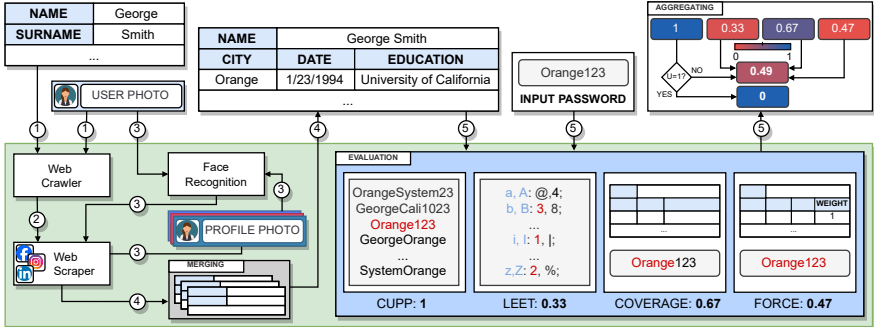 NAME George
SURNAME Smith
...
USER PHOTO
NAME George Smith
CITY DATE EDUCATION
Orange 1/23/1994 University of California
...
Orange123
INPUT PASSWORD
AGGREGATING
1 0.33 0.67 0.47
0 1
U=1?
NO
0.49
YES
0
1
1
3
4
5
5
5
Web
Crawler
Face
Recognition
3
2
3
PROFILE PHOTO
Web
Scraper
3
MERGING
4
EVALUATION
OrangeSystem23
GeorgeCali1023
Orange123
GeorgeOrange
...
SystemOrange
CUPP: 1
a, A: @,4;
b, B: 3, 8;
...
i, I: 1, |;
...
z,Z: 2, %;
LEET: 0.33
...
Orange123
COVERAGE: 0.67
WEIGHT
1
...
Orange123
FORCE: 0.47